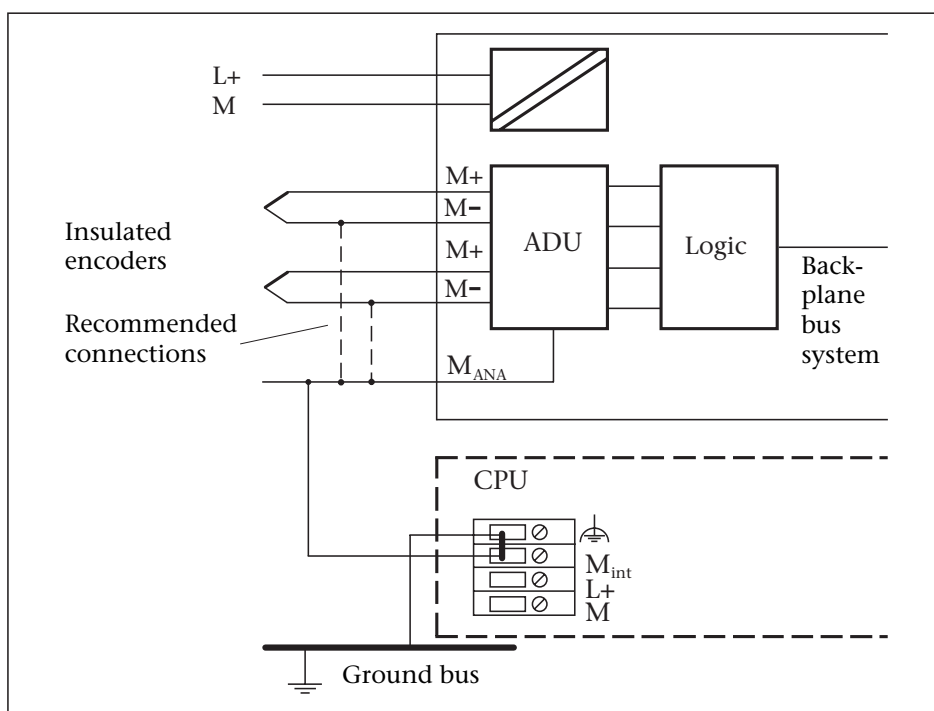 L+
M
M+
M-
M+
M-
Insulated
encoders
Recommended
connections
ADU
Logic
Back-
plane
bus
system
MANA
CPU
Mint
L+
M
Ground bus